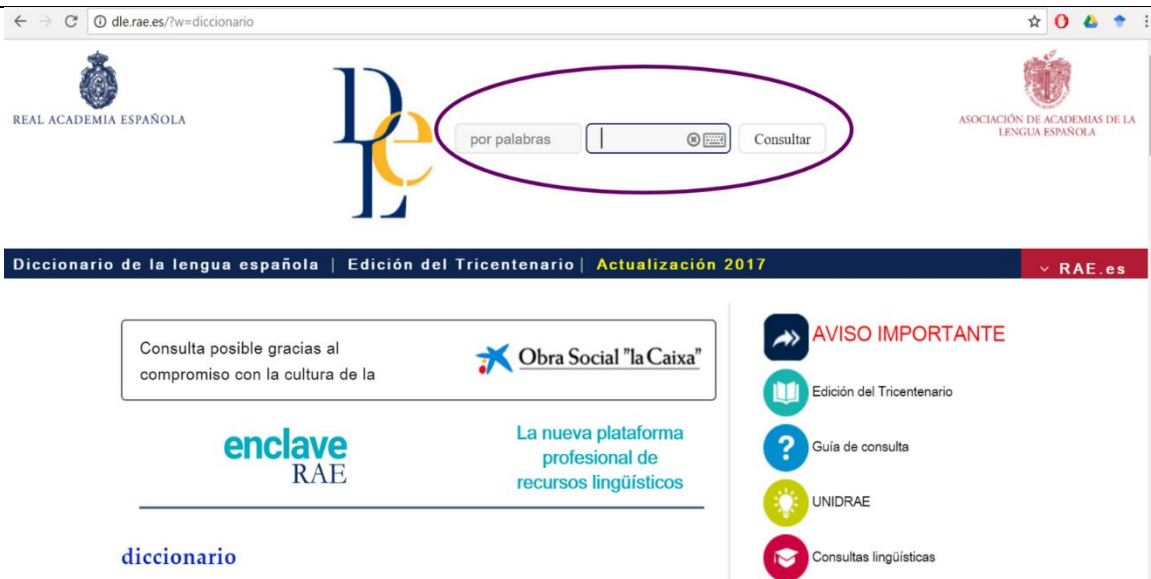 dle.rae.es/?w=diccionario
REAL ACADEMIA ESPAÑOLA
DLE
por palabras
Consultar
ASOCIACIÓN DE ACADEMIAS DE LA
LENGUA ESPAÑOLA
Diccionario de la lengua española | Edición del Tricentenario | Actualización 2017
RAE.es
Consulta posible gracias al
compromiso con la cultura de la
Obra Social "la Caixa"
enclave
RAE
La nueva plataforma
profesional de
recursos lingüísticos
diccionario
AVISO IMPORTANTE
Edición del Tricentenario
Guía de consulta
UNIDRAE
Consultas lingüísticas